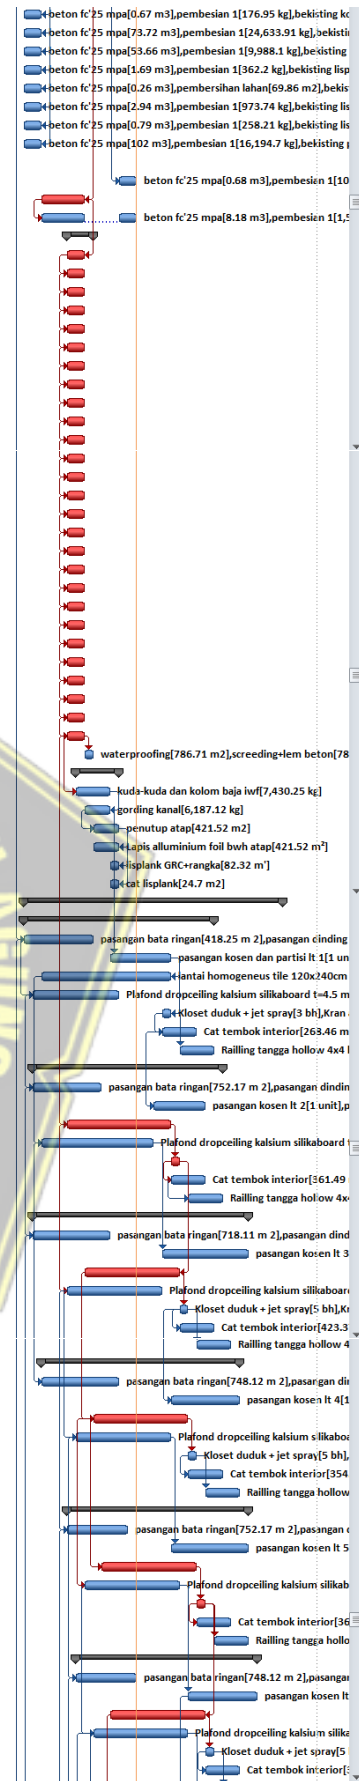 beton fc'25 mpa[0.67 m3],pembesian 1[176.95 kg],bekisting ko
beton fc'25 mpa[73.72 m3],pembesian 1[24,633.91 kg],bekisti
beton fc'25 mpa[53.66 m3],pembesian 1[9,988.1 kg],bekisting
beton fc'25 mpa[1.69 m3],pembesian 1[362.2 kg],bekisting lisp
beton fc'25 mpa[0.26 m3],pembersihan lahan[69.86 m2],bekis
beton fc'25 mpa[2.94 m3],pembesian 1[973.74 kg],bekisting lis
beton fc'25 mpa[0.79 m3],pembesian 1[258.21 kg],bekisting lis
beton fc'25 mpa[102 m3],pembesian 1[16,194.7 kg],bekisting
beton fc'25 mpa[0.68 m3],pembesian 1[10
beton fc'25 mpa[8.18 m3],pembesian 1[1,5
waterproofing[786.71 m2],screeding+lem beton[78
kuda-kuda dan kolom baja iwf[7,430.25 kg]
gording kanal[6,187.12 kg]
penutup atap[421.52 m2]
Lapis alluminium foil bwh atap[421.52 m²]
lisplank GRC+rangka[82.32 m']
cat lisplank[24.7 m2]
pasangan bata ringan[418.25 m 2],pasangan dinding
pasangan kosen dan partisi lt 1[1 un
lantai homogeneus tile 120x240cm
Plafond dropceiling kalsium silikaboard t=4.5 m
Kloset duduk + jet spray[3 bh],Kran
Cat tembok interior[263.46 m
Railling tangga hollow 4x4
pasangan bata ringan[752.17 m 2],pasangan dindin
pasangan kosen lt 2[1 unit],p
Plafond dropceiling kalsium silikaboard
Cat tembok interior[361.49
Railling tangga hollow 4x
pasangan bata ringan[718.11 m 2],pasangan dind
pasangan kosen lt 3
Plafond dropceiling kalsium silikaboard
Kloset duduk + jet spray[5 bh],Kr
Cat tembok interior[423.3
Railling tangga hollow 4
pasangan bata ringan[748.12 m 2],pasangan di
pasangan kosen lt 4[1
Plafond dropceiling kalsium silikaboa
Kloset duduk + jet spray[5 bh],
Cat tembok interior[354
Railling tangga hollow
pasangan bata ringan[752.17 m 2],pasangan
pasangan kosen lt 5
Plafond dropceiling kalsium silikab
Cat tembok interior[36
Railling tangga hollo
pasangan bata ringan[748.12 m 2],pasanga
pasangan kosen lt
Plafond dropceiling kalsium silika
Kloset duduk + jet spray[5
Cat tembok interior[3